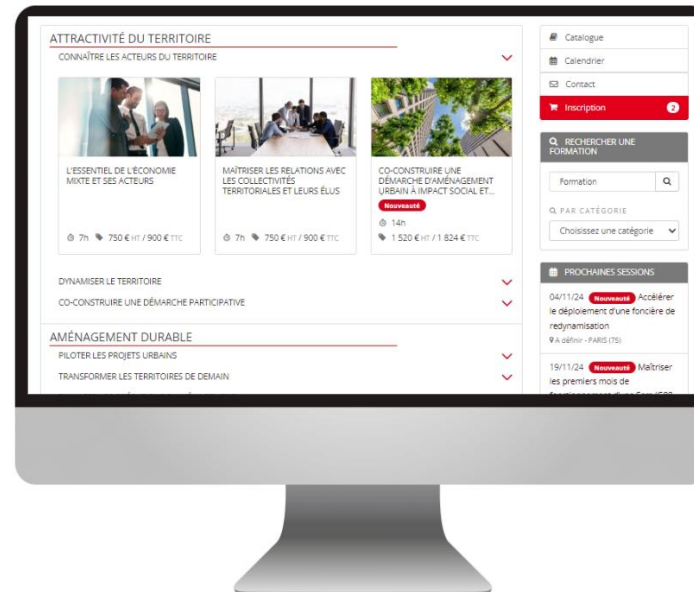 ATTRACTIVITÉ DU TERRITOIRE
CONNAÎTRE LES ACTEURS DU TERRITOIRE
L'ESSENTIEL DE L'ÉCONOMIE
MIXTE ET SES ACTEURS
7h 750 € HT / 900 € TTC
MAÎTRISER LES RELATIONS AVEC
LES COLLECTIVITÉS
TERRITORIALES ET LEURS ÉLUS
7h 750 € HT / 900 € TTC
CO-CONSTRUIRE UNE
DÉMARCHE D'AMÉNAGEMENT
URBAIN À IMPACT SOCIAL ET...
Nouveauté
14h
1 520 € HT / 1 824 € TTC
DYNAMISER LE TERRITOIRE
CO-CONSTRUIRE UNE DÉMARCHE PARTICIPATIVE
AMÉNAGEMENT DURABLE
PILOTER LES PROJETS URBAINS
TRANSFORMER LES TERRITOIRES DE DEMAIN
Catalogue
Calendrier
Contact
Inscription 2
RECHERCHER UNE
FORMATION
Formation
PAR CATÉGORIE
Choisissez une catégorie
PROCHAINES SESSIONS
04/11/24 Nouveauté Accélérer
le déploiement d'une foncière de
redynamisation
A définir - PARIS (75)
19/11/24 Nouveauté Maîtriser
les premiers mois de